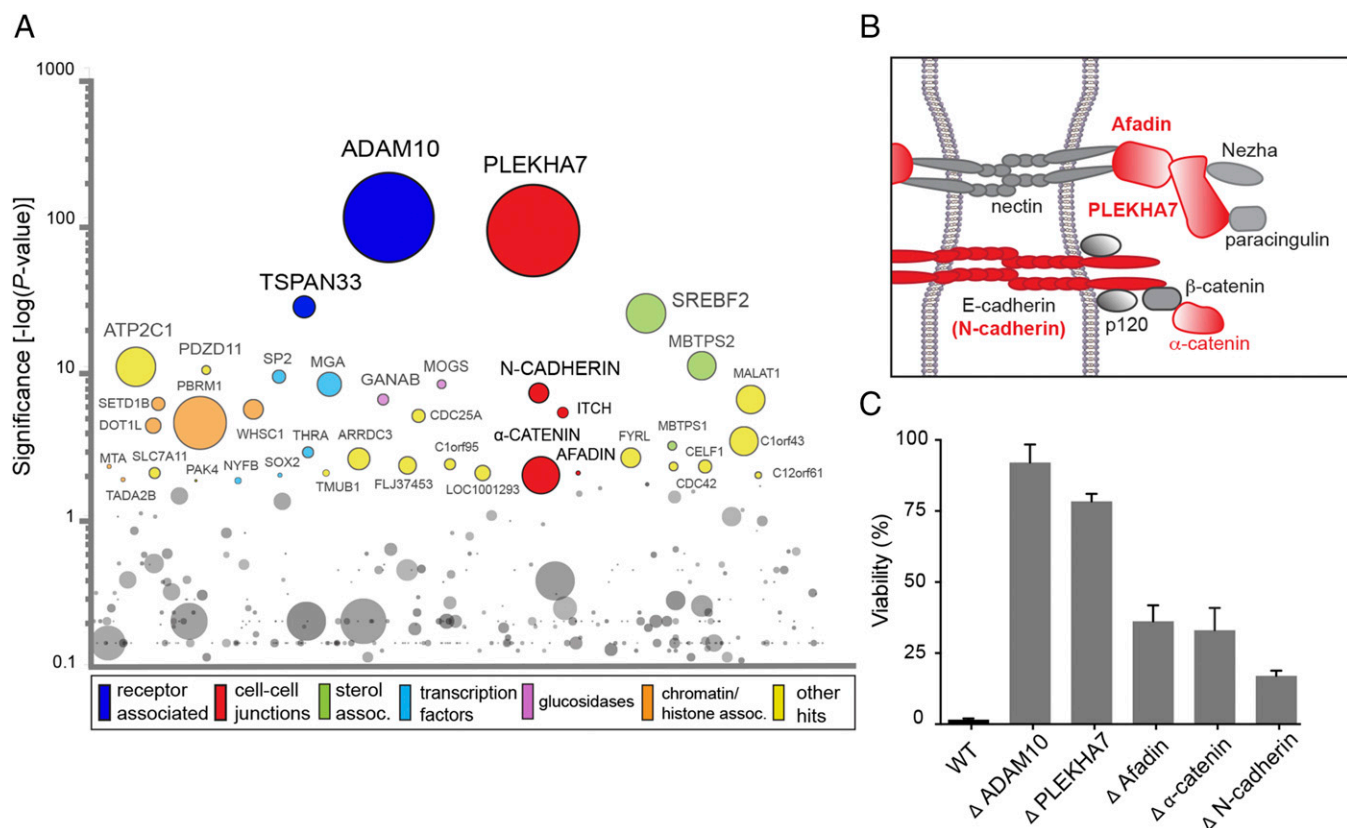 A
Significance [-log(P-value)]
1000
100
10
1
0.1
ADAM10
PLEKHA7
TSPAN33
SREBF2
ATP2C1
PDZD11
SP2
MGA
MOGS
MBTPS2
PBRM1
GANAB
N-CADHERIN
MALAT1
SETD1B
DOT1L
WHSC1
CDC25A
ITCH
MTA
SLC7A11
THRA
ARRDC3
C1orf95
α-CATENIN
AFADIN
FYRL
MBTPS1
CELF1
C1orf43
TADA2B
PAK4
NYFB
SOX2
TMUB1
FLJ37453
LOC1001293
CDC42
C12orf61
receptor
associated
cell-cell
junctions
sterol
assoc.
transcription
factors
glucosidases
chromatin/
histone assoc.
other
hits
B
Afadin
Nezha
nectin
PLEKHA7
paracingulin
E-cadherin
(N-cadherin)
p120
β-catenin
α-catenin
C
Viability (%)
100
75
50
25
0
WT
Δ ADAM10
Δ PLEKHA7
Δ Afadin
Δ α-catenin
Δ N-cadherin